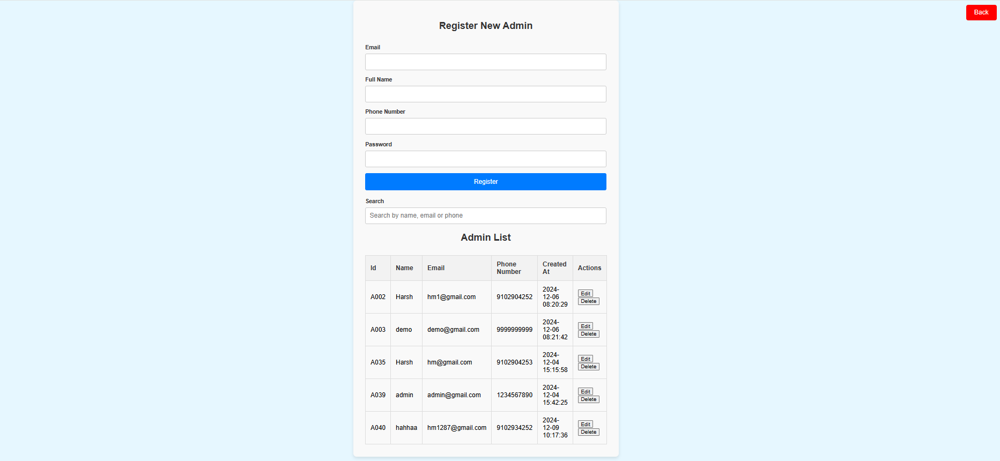 Back
Register New Admin
Email
Full Name
Phone Number
Password
Register
Search
Search by name, email or phone
Admin List
Id Name Email Phone Number Created At Actions
A002 Harsh hm1@gmail.com 9102904252 2024-12-06 08:20:29 Edit Delete
A003 demo demo@gmail.com 9999999999 2024-12-06 08:21:42 Edit Delete
A035 Harsh hm@gmail.com 9102904253 2024-12-04 15:15:58 Edit Delete
A039 admin admin@gmail.com 1234567890 2024-12-04 15:42:25 Edit Delete
A040 hahhaa hm1287@gmail.com 9102934252 2024-12-09 10:17:36 Edit Delete